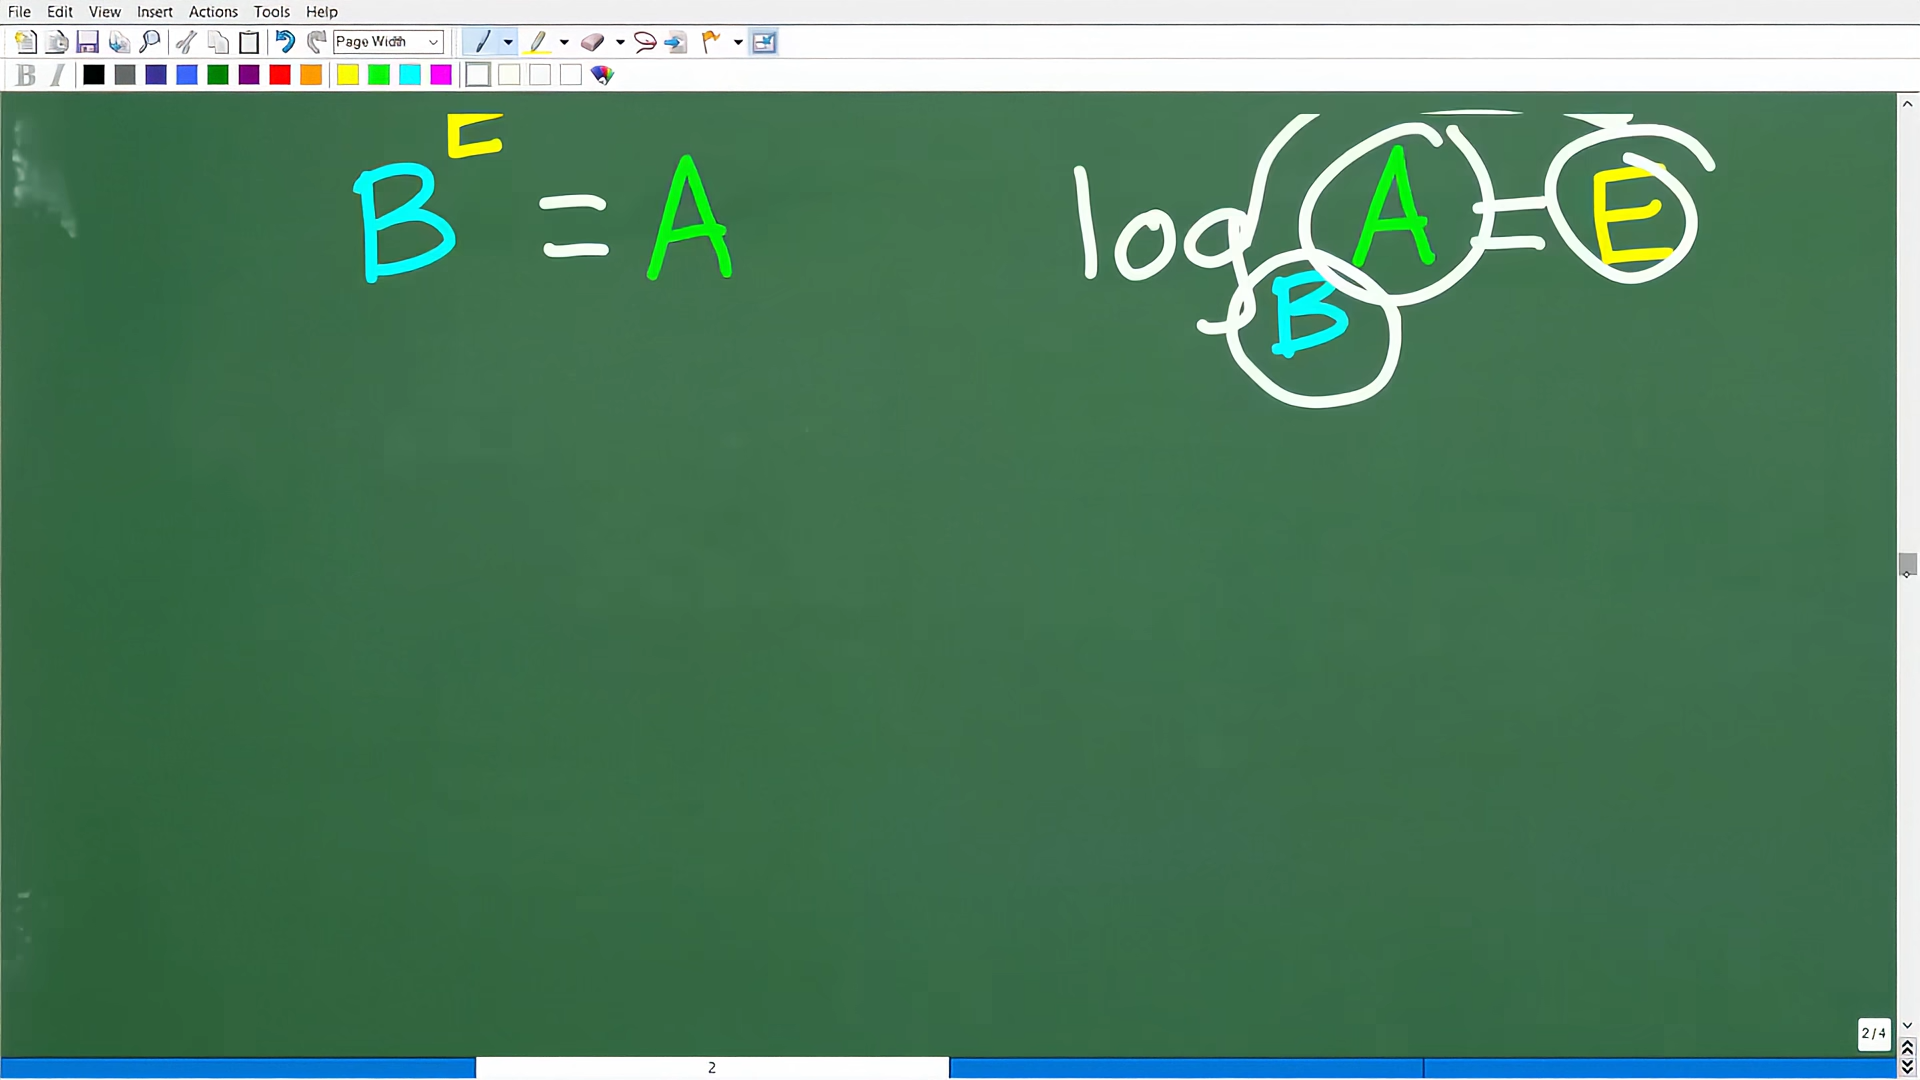 File Edit View Insert Actions Tools Help
Page Width
B I
B^E = A
log_B(A) = E
2/4
2